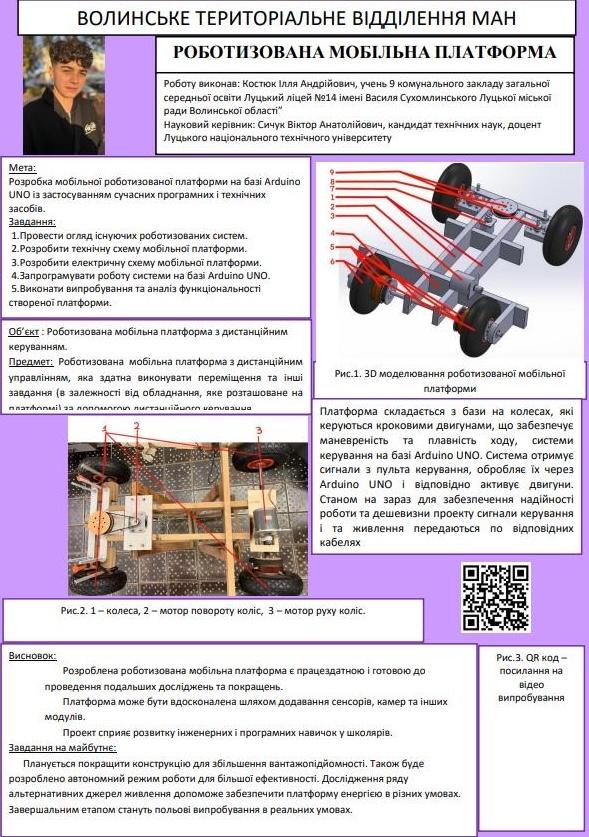 ВОЛИНСЬКЕ ТЕРИТОРІАЛЬНЕ ВІДДІЛЕННЯ МАН
РОБОТИЗОВАНА МОБІЛЬНА ПЛАТФОРМА
Роботу виконав: Костюк Ілля Андрійович, учень 9 комунального закладу загальної
середньої освіти Луцький ліцей №14 імені Василя Сухомлинського Луцької міської
ради Волинської області"
Науковий керівник: Сичук Віктор Анатолійович, кандидат технічних наук, доцент
Луцького національного технічного університету
Мета:
Розробка мобільної роботизованої платформи на базі Arduino
UNO із застосуванням сучасних програмних і технічних
засобів.
Завдання:
1.Провести огляд існуючих роботизованих систем.
2.Розробити технічну схему мобільної платформи.
3.Розробити електричну схему мобільної платформи.
4.Запрограмувати роботу системи на базі Arduino UNO.
5.Виконати випробування та аналіз функціональності
створеної платформи.
9
8
7
1
2
3
4
5
6
Рис.1. 3D моделювання роботизованої мобільної
платформи
Об’єкт : Роботизована мобільна платформа з дистанційним
керуванням.
Предмет: Роботизована мобільна платформа з дистанційним
управлінням, яка здатна виконувати переміщення та інші
завдання (в залежності від обладнання, яке розташоване на
платформі) за допомогою дистанційного керування
Платформа складається з бази на колесах, які
керуються кроковими двигунами, що забезпечує
маневреність та плавність ходу, системи
керування на базі Arduino UNO. Система отримує
сигнали з пульта керування, обробляє їх через
Arduino UNO і відповідно активує двигуни.
Станом на зараз для забезпечення надійності
роботи та дешевизни проекту сигнали керування
і та живлення передаються по відповідних
кабелях
1
2
3
Рис.2. 1 – колеса, 2 – мотор повороту коліс, 3 – мотор руху коліс.
Висновок:
Розроблена роботизована мобільна платформа є працездатною і готовою до
проведення подальших досліджень та покращень.
Платформа може бути вдосконалена шляхом додавання сенсорів, камер та інших
модулів.
Проект сприяє розвитку інженерних і програмних навичок у школярів.
Завдання на майбутнє:
Планується покращити конструкцію для збільшення вантажопідйомності. Також буде
розроблено автономний режим роботи для більшої ефективності. Дослідження ряду
альтернативних джерел живлення допоможе забезпечити платформу енергією в різних умовах.
Завершальним етапом стануть польові випробування в реальних умовах.
Рис.3. QR код –
посилання на
відео
випробування